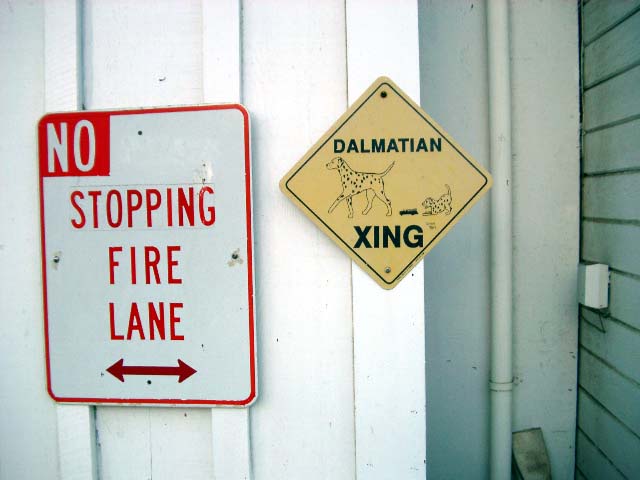 NO
STOPPING
FIRE
LANE
DALMATIAN
XING